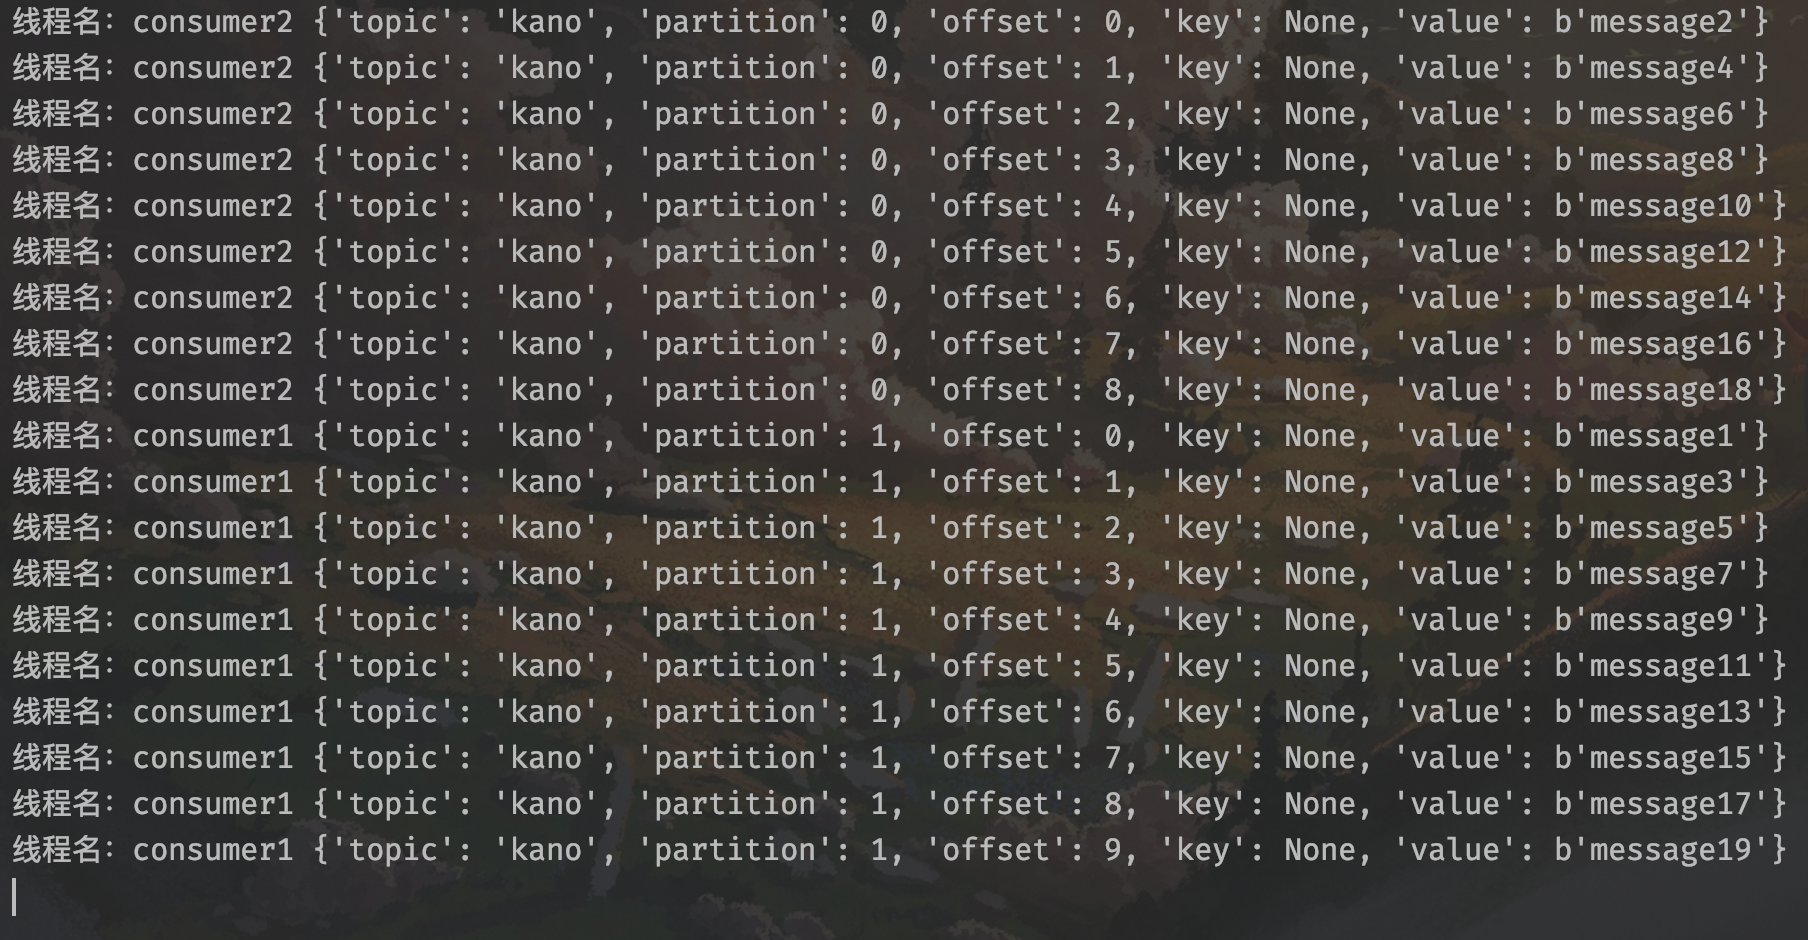 线程名: consumer2 {'topic': 'kano', 'partition': 0, 'offset': 0, 'key': None, 'value': b'message2'}
线程名: consumer2 {'topic': 'kano', 'partition': 0, 'offset': 1, 'key': None, 'value': b'message4'}
线程名: consumer2 {'topic': 'kano', 'partition': 0, 'offset': 2, 'key': None, 'value': b'message6'}
线程名: consumer2 {'topic': 'kano', 'partition': 0, 'offset': 3, 'key': None, 'value': b'message8'}
线程名: consumer2 {'topic': 'kano', 'partition': 0, 'offset': 4, 'key': None, 'value': b'message10'}
线程名: consumer2 {'topic': 'kano', 'partition': 0, 'offset': 5, 'key': None, 'value': b'message12'}
线程名: consumer2 {'topic': 'kano', 'partition': 0, 'offset': 6, 'key': None, 'value': b'message14'}
线程名: consumer2 {'topic': 'kano', 'partition': 0, 'offset': 7, 'key': None, 'value': b'message16'}
线程名: consumer2 {'topic': 'kano', 'partition': 0, 'offset': 8, 'key': None, 'value': b'message18'}
线程名: consumer1 {'topic': 'kano', 'partition': 1, 'offset': 0, 'key': None, 'value': b'message1'}
线程名: consumer1 {'topic': 'kano', 'partition': 1, 'offset': 1, 'key': None, 'value': b'message3'}
线程名: consumer1 {'topic': 'kano', 'partition': 1, 'offset': 2, 'key': None, 'value': b'message5'}
线程名: consumer1 {'topic': 'kano', 'partition': 1, 'offset': 3, 'key': None, 'value': b'message7'}
线程名: consumer1 {'topic': 'kano', 'partition': 1, 'offset': 4, 'key': None, 'value': b'message9'}
线程名: consumer1 {'topic': 'kano', 'partition': 1, 'offset': 5, 'key': None, 'value': b'message11'}
线程名: consumer1 {'topic': 'kano', 'partition': 1, 'offset': 6, 'key': None, 'value': b'message13'}
线程名: consumer1 {'topic': 'kano', 'partition': 1, 'offset': 7, 'key': None, 'value': b'message15'}
线程名: consumer1 {'topic': 'kano', 'partition': 1, 'offset': 8, 'key': None, 'value': b'message17'}
线程名: consumer1 {'topic': 'kano', 'partition': 1, 'offset': 9, 'key': None, 'value': b'message19'}